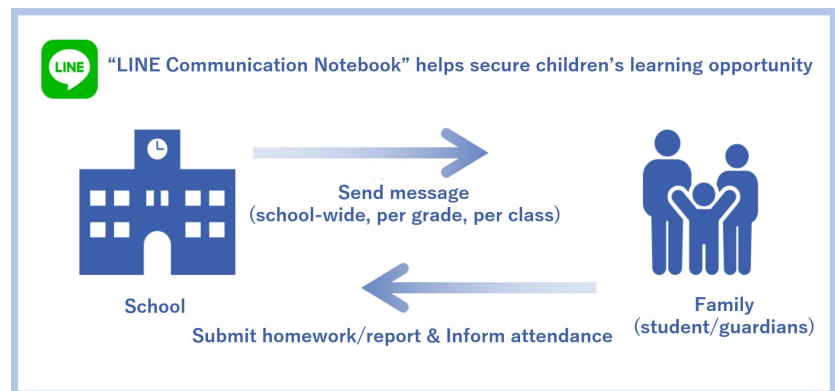 LINE
“LINE Communication Notebook” helps secure children’s learning opportunity
Send message
(school-wide, per grade, per class)
School
Family
(student/guardians)
Submit homework/report & Inform attendance